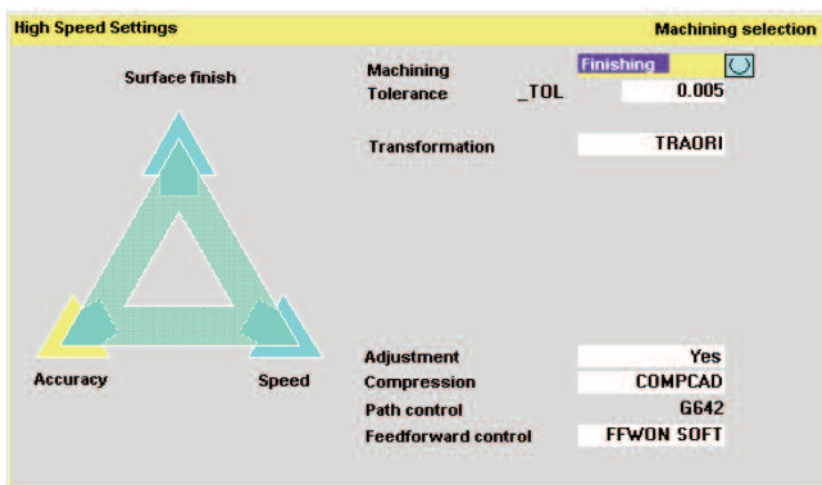 High Speed Settings Machining selection
Surface finish
Machining Finishing
Tolerance _TOL 0.005
Transformation TRAORI
Accuracy Speed
Adjustment Yes
Compression COMPCAD
Path control G642
Feedforward control FFWON SOFT